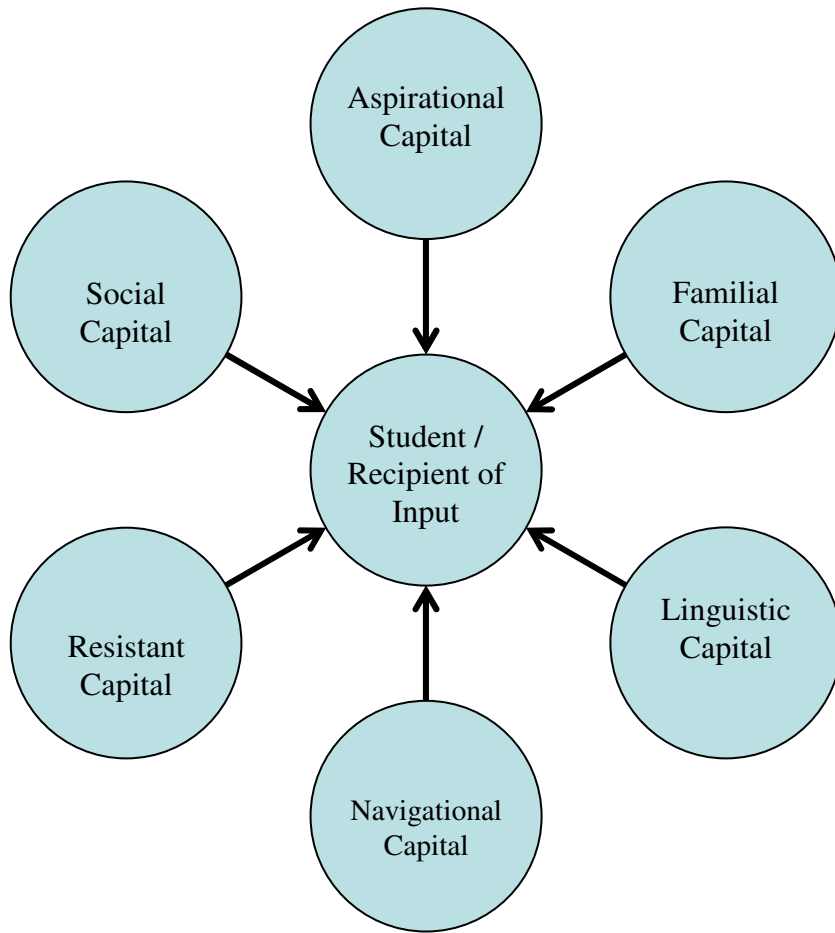 Aspirational
Capital
Social
Capital
Familial
Capital
Student /
Recipient of
Input
Resistant
Capital
Linguistic
Capital
Navigational
Capital